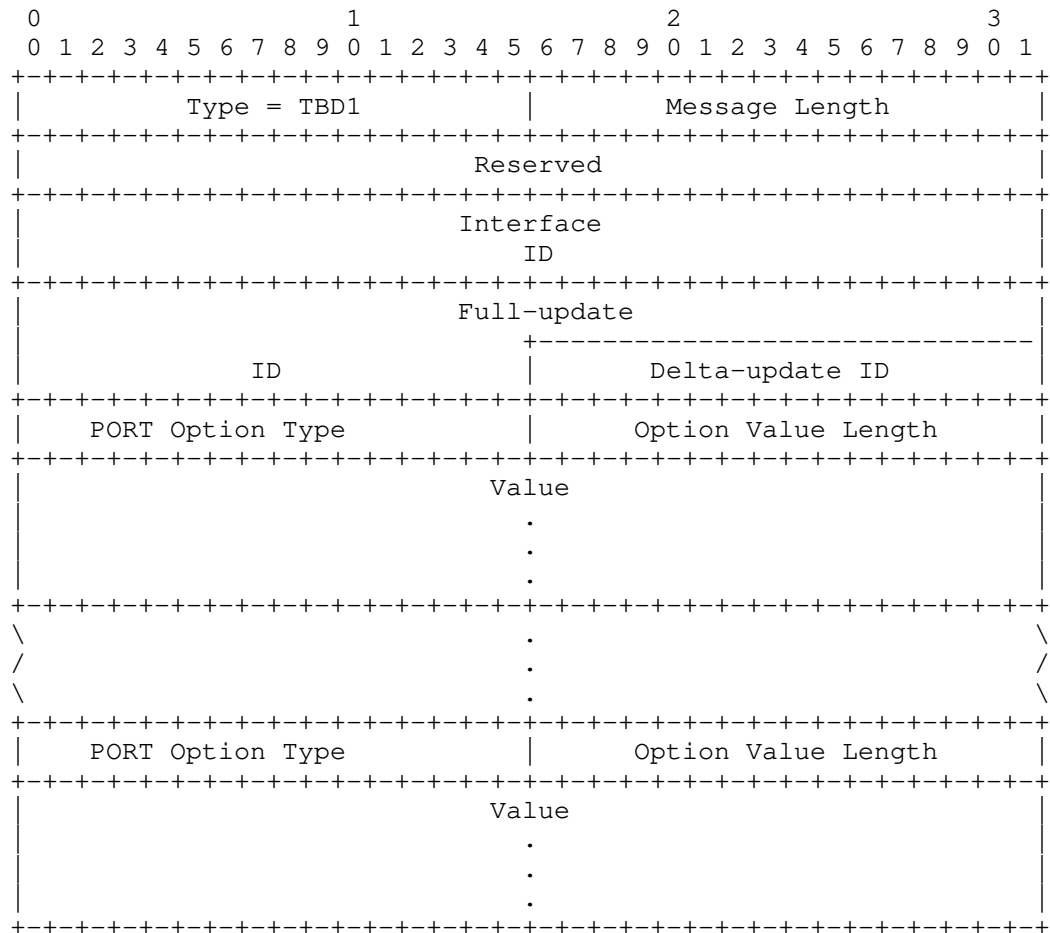 0                   1                   2                   3
0 1 2 3 4 5 6 7 8 9 0 1 2 3 4 5 6 7 8 9 0 1 2 3 4 5 6 7 8 9 0 1
+-+-+-+-+-+-+-+-+-+-+-+-+-+-+-+-+-+-+-+-+-+-+-+-+-+-+-+-+-+-+-+-+
|          Type = TBD1          |        Message Length         |
+-+-+-+-+-+-+-+-+-+-+-+-+-+-+-+-+-+-+-+-+-+-+-+-+-+-+-+-+-+-+-+-+
|                            Reserved                           |
+-+-+-+-+-+-+-+-+-+-+-+-+-+-+-+-+-+-+-+-+-+-+-+-+-+-+-+-+-+-+-+-+
|                           Interface                           |
|                               ID                              |
+-+-+-+-+-+-+-+-+-+-+-+-+-+-+-+-+-+-+-+-+-+-+-+-+-+-+-+-+-+-+-+-+
|                           Full-update                         |
|                               +-------------------------------|
|              ID               |       Delta-update ID         |
+-+-+-+-+-+-+-+-+-+-+-+-+-+-+-+-+-+-+-+-+-+-+-+-+-+-+-+-+-+-+-+-+
|    PORT Option Type           |      Option Value Length      |
+-+-+-+-+-+-+-+-+-+-+-+-+-+-+-+-+-+-+-+-+-+-+-+-+-+-+-+-+-+-+-+-+
|                             Value                             |
|                               .                               |
|                               .                               |
|                               .                               |
+-+-+-+-+-+-+-+-+-+-+-+-+-+-+-+-+-+-+-+-+-+-+-+-+-+-+-+-+-+-+-+-+
\                               .                               \
/                               .                               /
\                               .                               \
+-+-+-+-+-+-+-+-+-+-+-+-+-+-+-+-+-+-+-+-+-+-+-+-+-+-+-+-+-+-+-+-+
|    PORT Option Type           |      Option Value Length      |
+-+-+-+-+-+-+-+-+-+-+-+-+-+-+-+-+-+-+-+-+-+-+-+-+-+-+-+-+-+-+-+-+
|                             Value                             |
|                               .                               |
|                               .                               |
|                               .                               |
+-+-+-+-+-+-+-+-+-+-+-+-+-+-+-+-+-+-+-+-+-+-+-+-+-+-+-+-+-+-+-+-+